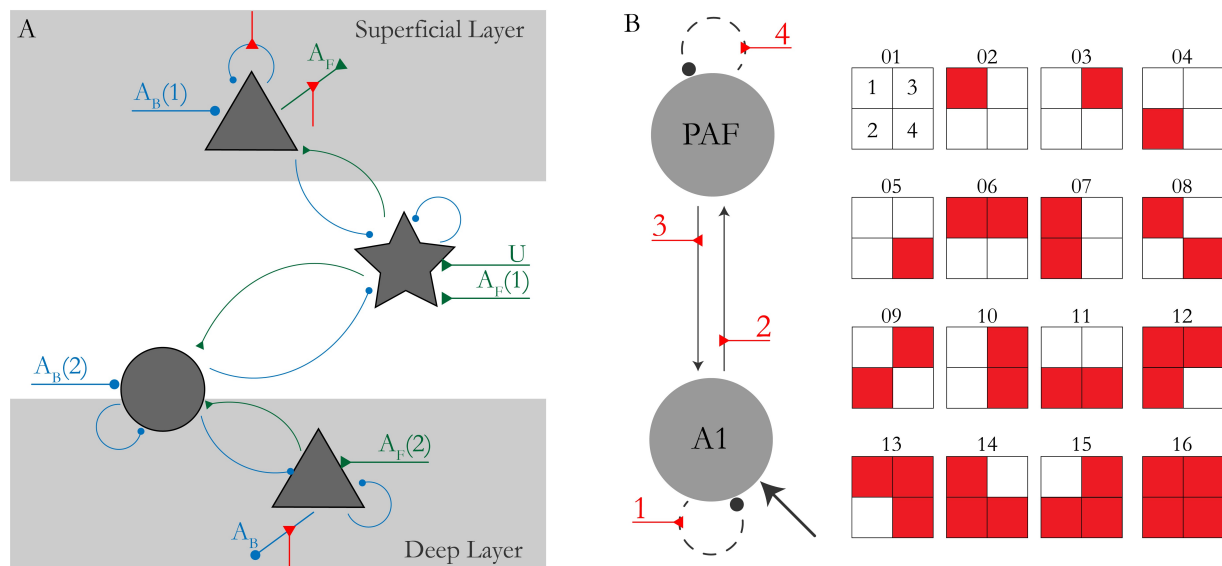 A
Superficial Layer
A_F
A_B(1)
U
A_F(1)
A_B(2)
A_F(2)
A_B
Deep Layer
B
4
PAF
3
2
A1
1
01 02 03 04
1 3
2 4
05 06 07 08
09 10 11 12
13 14 15 16